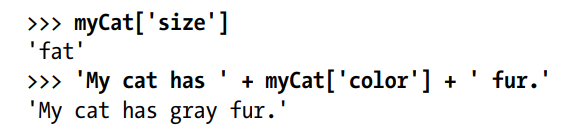 >>> myCat['size']
'fat'
>>> 'My cat has ' + myCat['color'] + ' fur.'
'My cat has gray fur.'